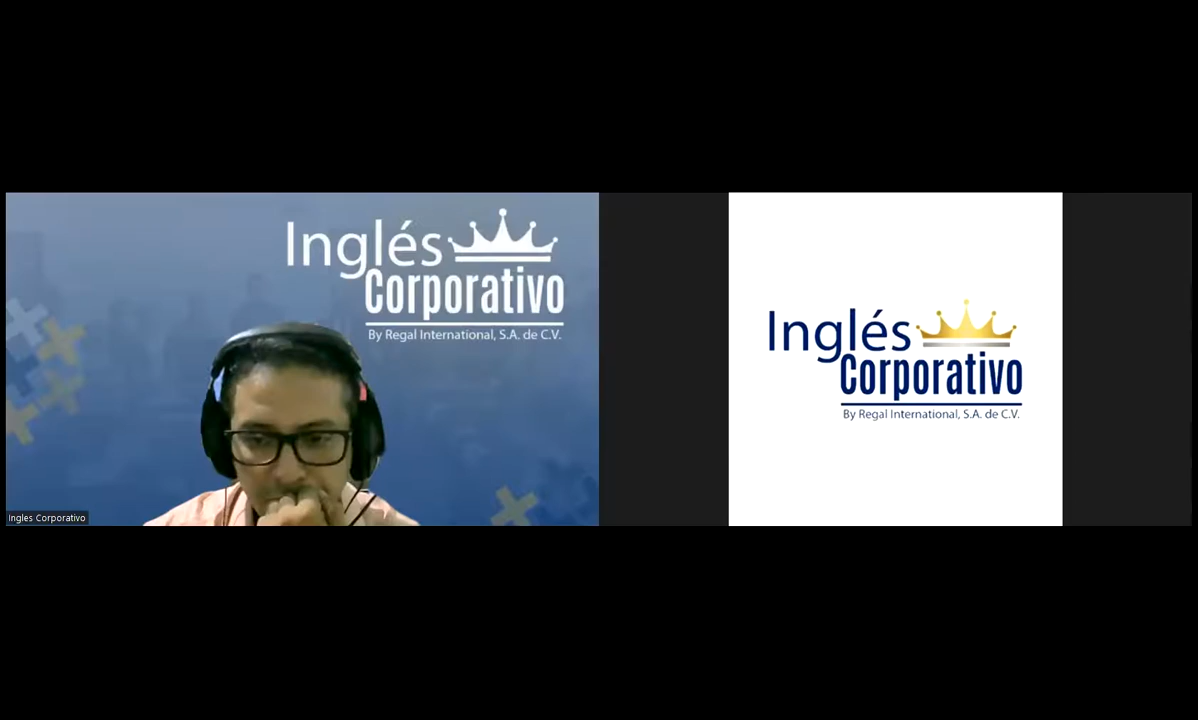 Inglés
Corporativo
By Regal International, S.A. de C.V.
Ingles Corporativo
Inglés
Corporativo
By Regal International, S.A. de C.V.